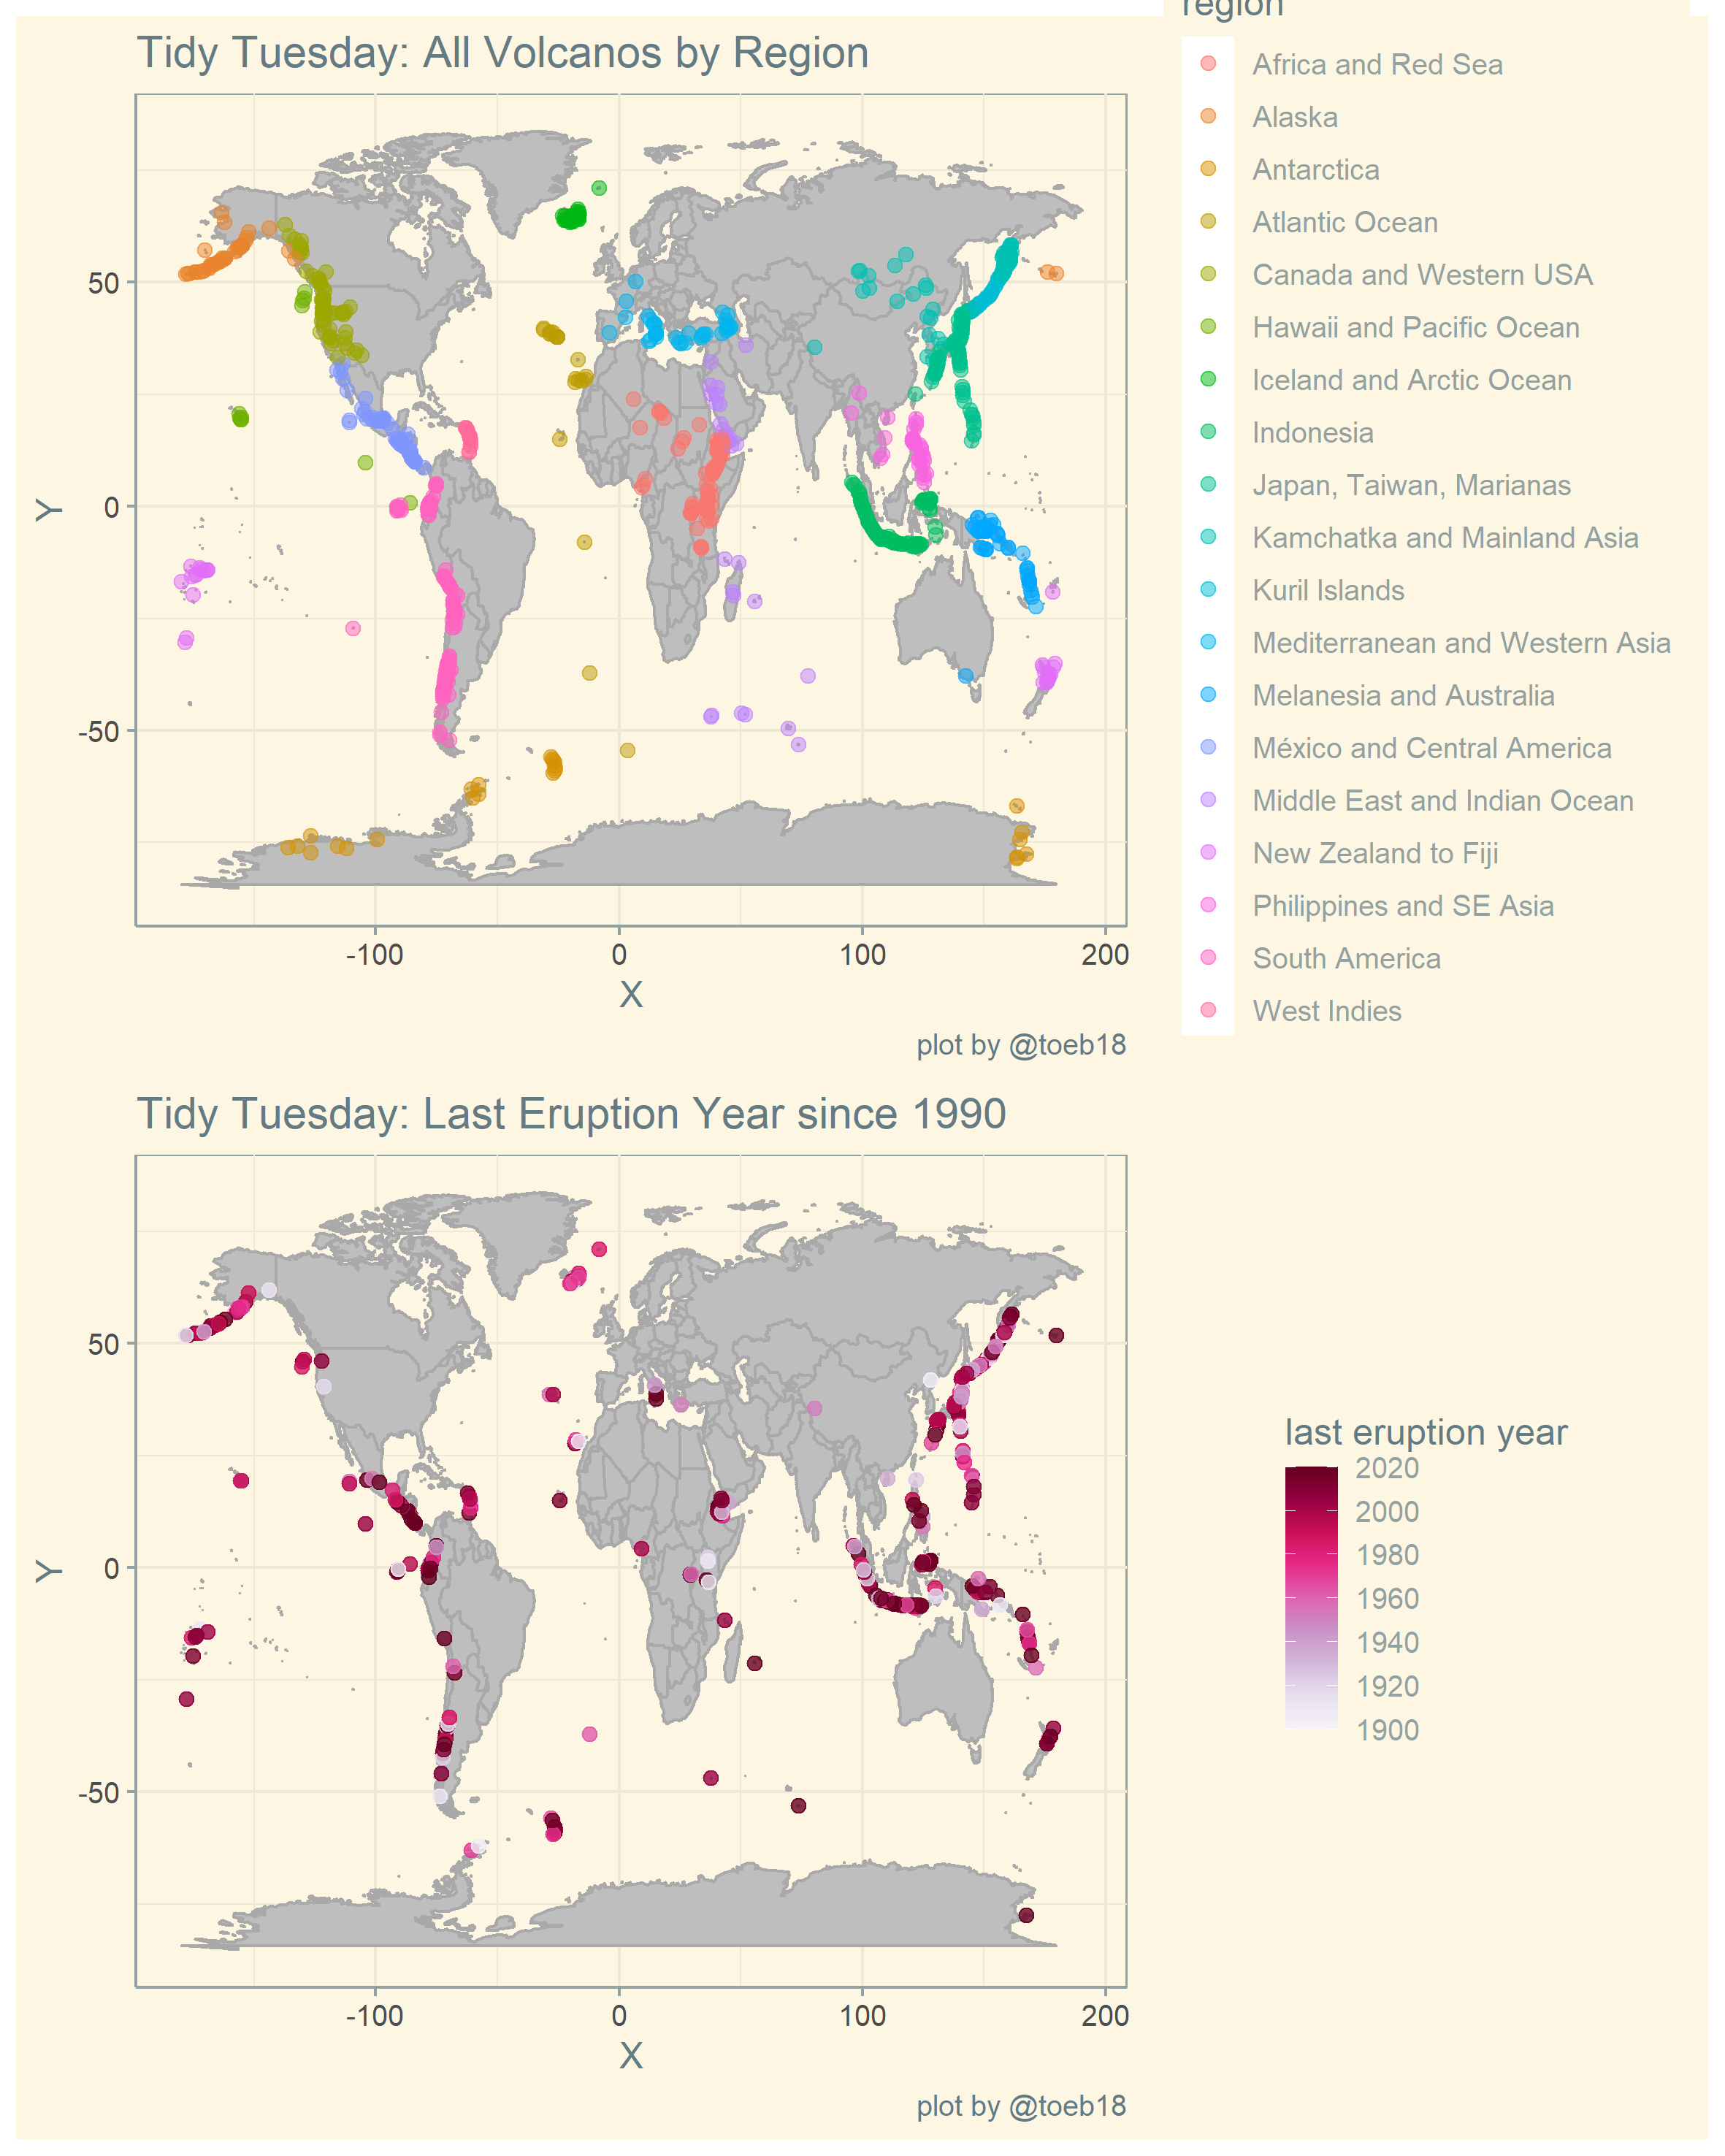 region
Tidy Tuesday: All Volcanos by Region
Africa and Red Sea
Alaska
Antarctica
Atlantic Ocean
Canada and Western USA
Hawaii and Pacific Ocean
Iceland and Arctic Ocean
Indonesia
Japan, Taiwan, Marianas
Kamchatka and Mainland Asia
Kuril Islands
Mediterranean and Western Asia
Melanesia and Australia
México and Central America
Middle East and Indian Ocean
New Zealand to Fiji
Philippines and SE Asia
South America
West Indies
50
0
-50
Y
-100 0 100 200
X
plot by @toeb18
Tidy Tuesday: Last Eruption Year since 1990
50
0
-50
Y
last eruption year
2020
2000
1980
1960
1940
1920
1900
-100 0 100 200
X
plot by @toeb18